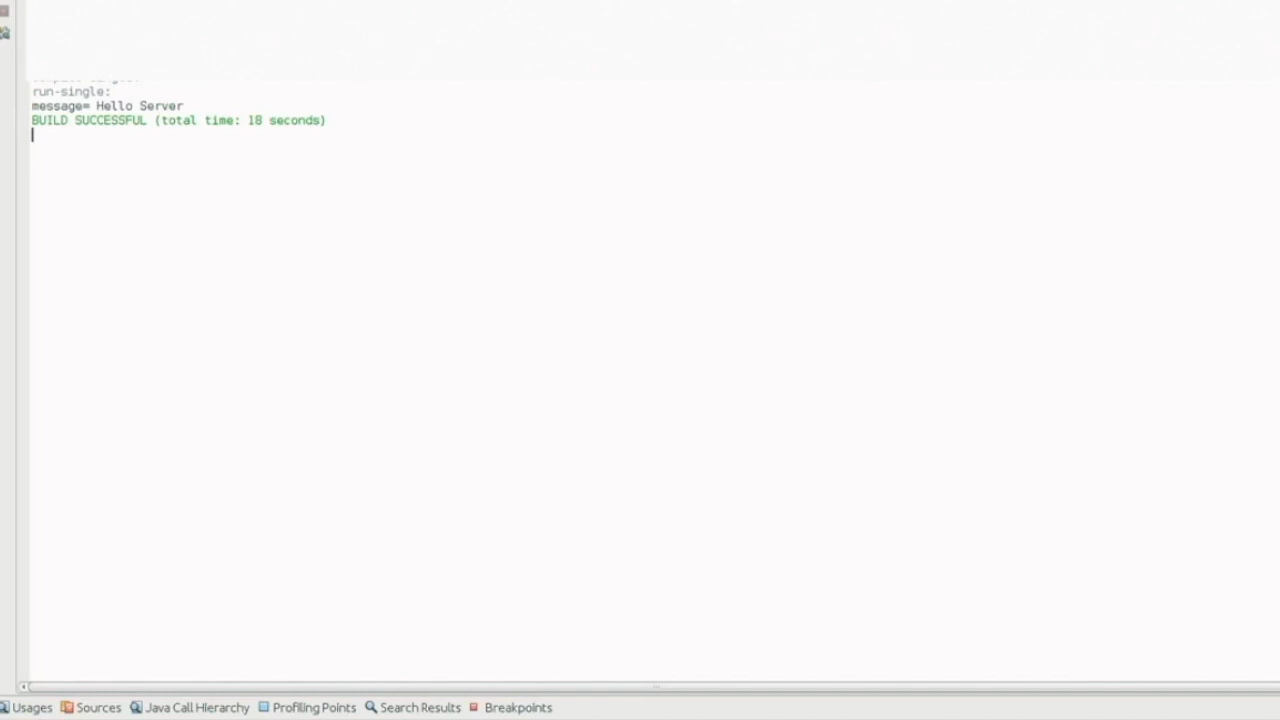 run-single:
message= Hello Server
BUILD SUCCESSFUL (total time: 18 seconds)
Usages Sources Java Call Hierarchy Profiling Points Search Results Breakpoints